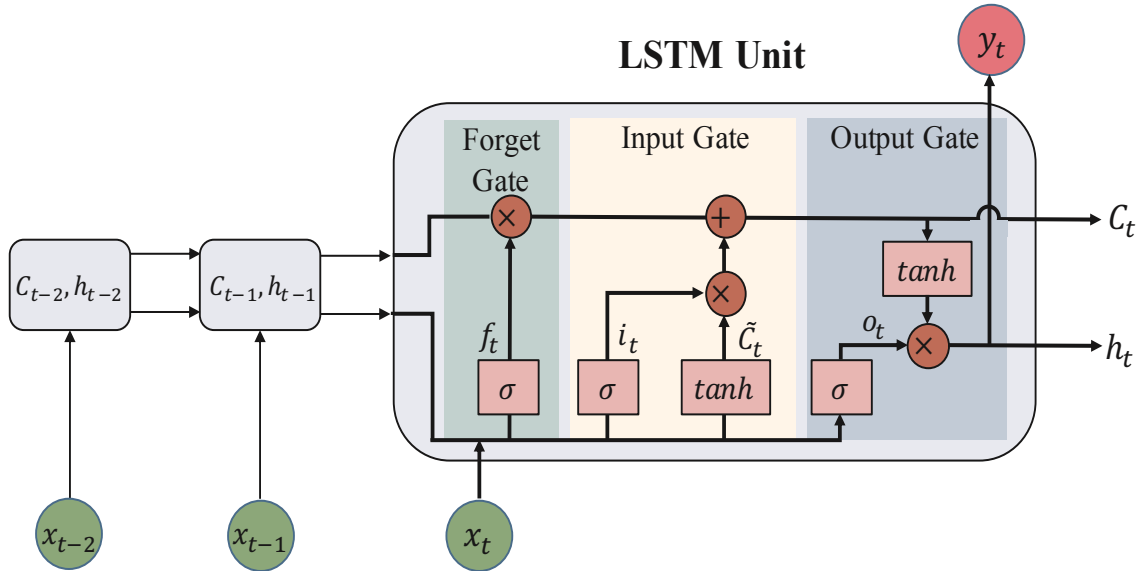 LSTM Unit
y_t
Forget
Gate
Input Gate
Output Gate
×
+
C_t
C_{t−2}, h_{t−2}
C_{t−1}, h_{t−1}
×
tanh
f_t
i_t
C̃_t
o_t
×
h_t
σ
σ
tanh
σ
x_{t−2}
x_{t−1}
x_t